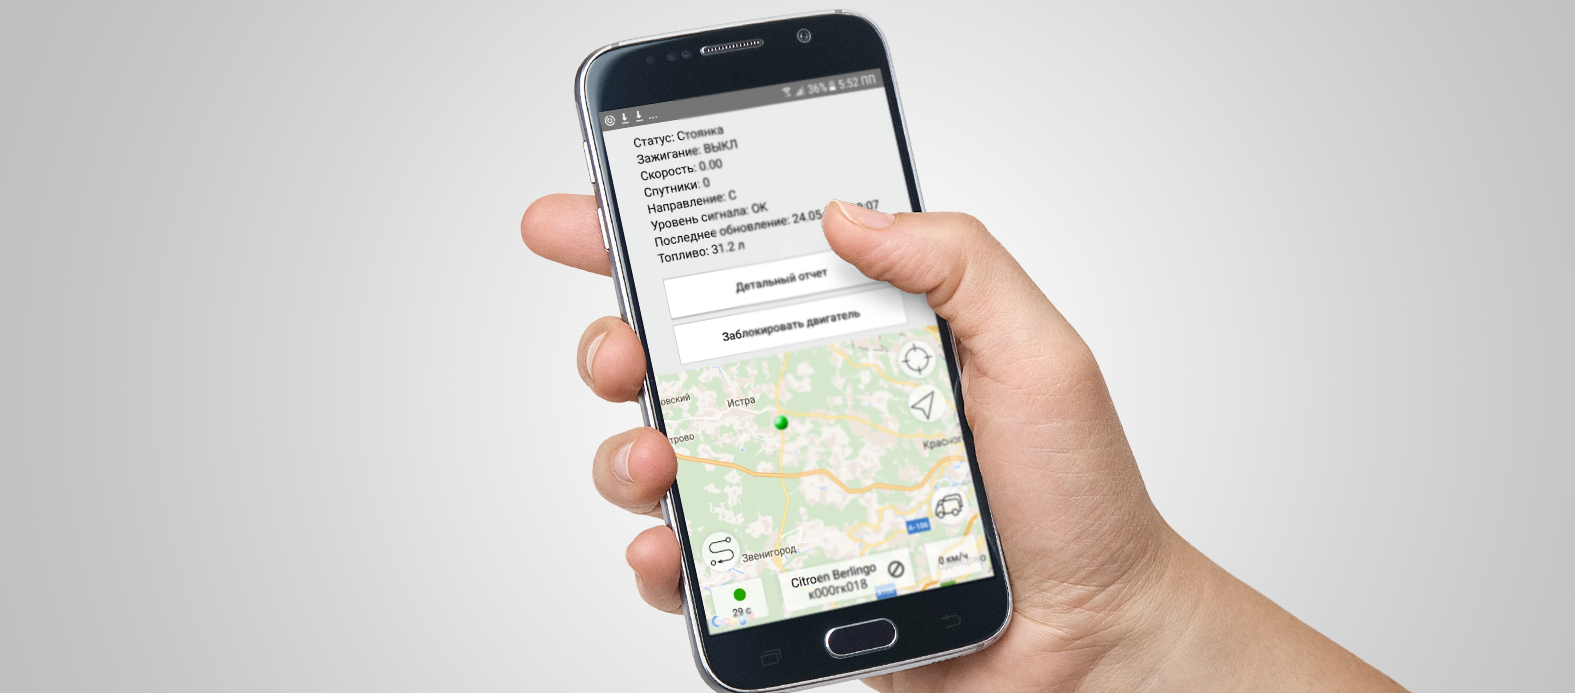 36% 5:52 ПП
Статус: Стоянка
Зажигание: ВЫКЛ
Скорость: 0.00
Спутники: 0
Направление: С
Уровень сигнала: OK
Последнее обновление: 24.05 :07
Топливо: 31.2 л
Детальный отчет
Заблокировать двигатель
овский
Истра
трово
Красног
А-106
Звенигород
Citroen Berlingo
к000гк018
0 км/ч
29 с